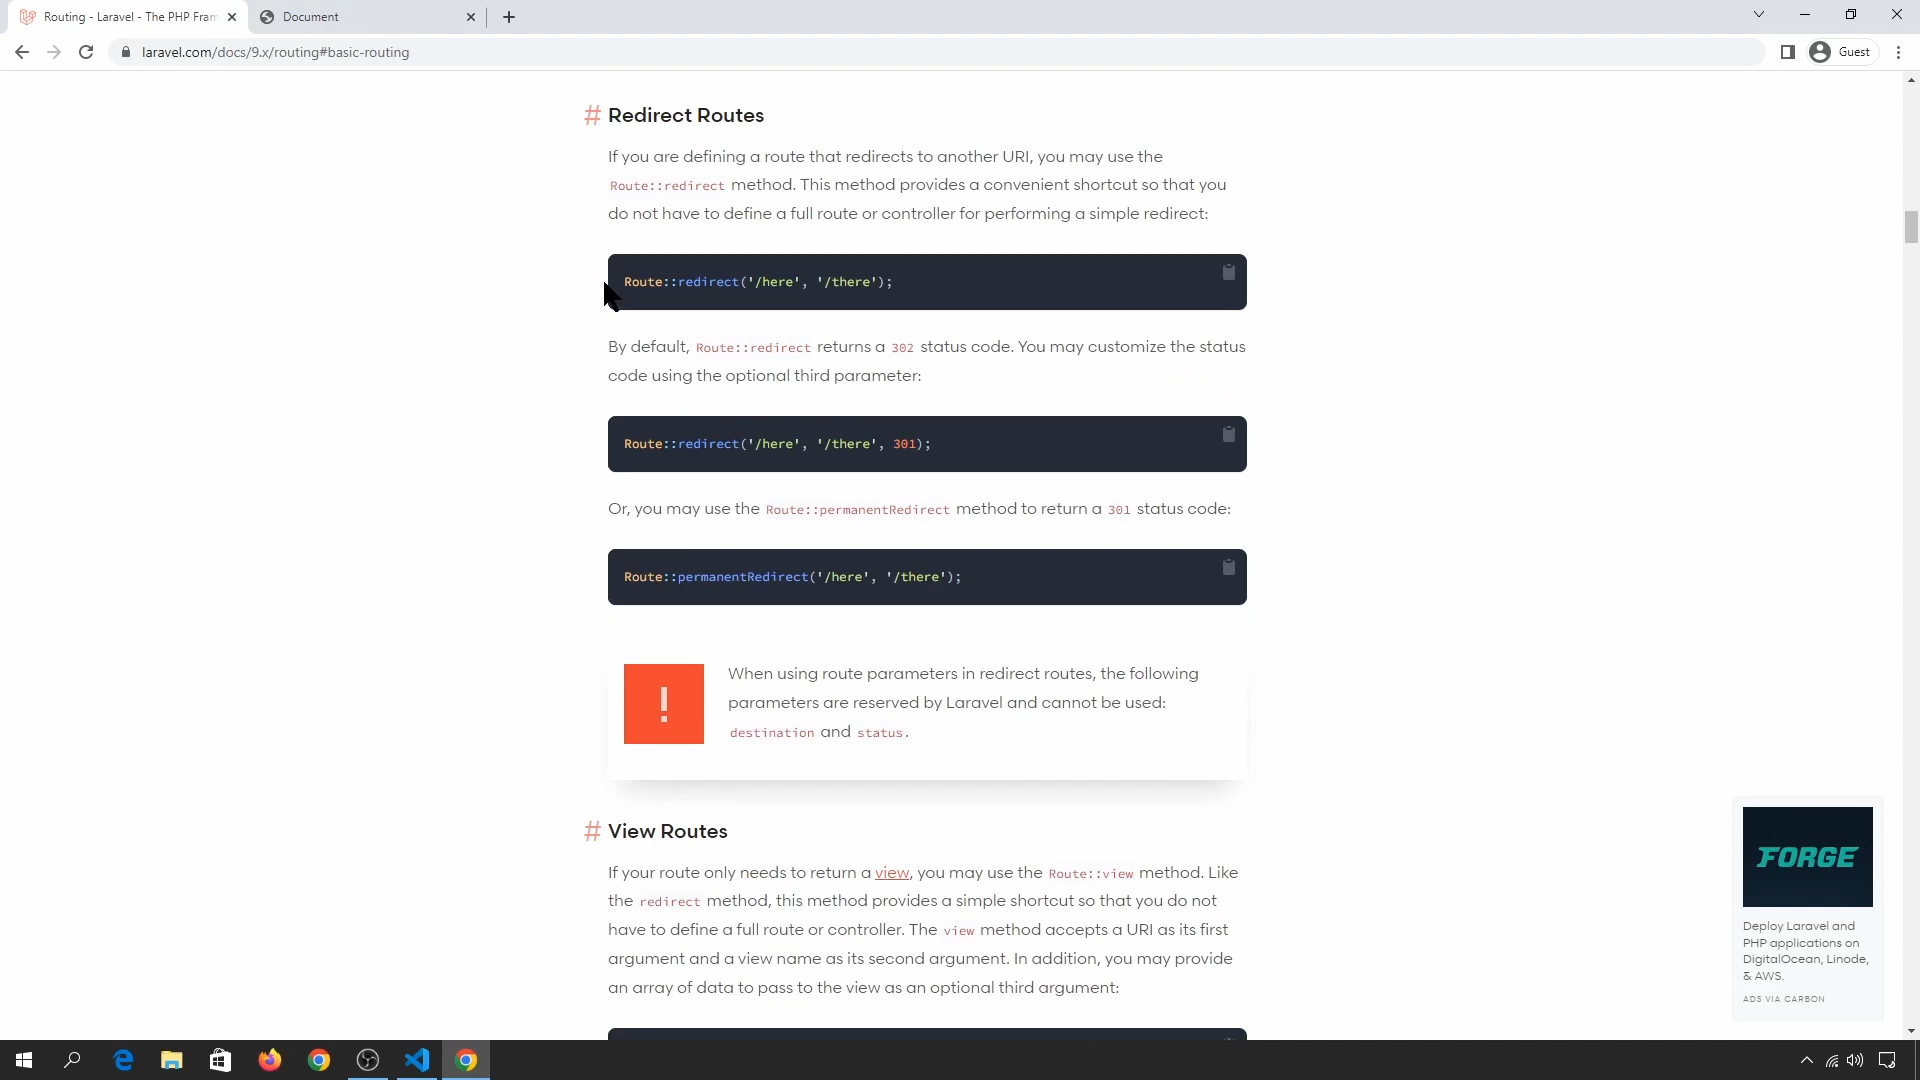 Routing - Laravel - The PHP Fram
Document
laravel.com/docs/9.x/routing#basic-routing
Guest
# Redirect Routes
If you are defining a route that redirects to another URI, you may use the
Route::redirect method. This method provides a convenient shortcut so that you
do not have to define a full route or controller for performing a simple redirect:
Route::redirect('/here', '/there');
By default, Route::redirect returns a 302 status code. You may customize the status
code using the optional third parameter:
Route::redirect('/here', '/there', 301);
Or, you may use the Route::permanentRedirect method to return a 301 status code:
Route::permanentRedirect('/here', '/there');
!
When using route parameters in redirect routes, the following
parameters are reserved by Laravel and cannot be used:
destination and status.
# View Routes
If your route only needs to return a view, you may use the Route::view method. Like
the redirect method, this method provides a simple shortcut so that you do not
have to define a full route or controller. The view method accepts a URI as its first
argument and a view name as its second argument. In addition, you may provide
an array of data to pass to the view as an optional third argument:
FORGE
Deploy Laravel and
PHP applications on
DigitalOcean, Linode,
& AWS.
ADS VIA CARBON